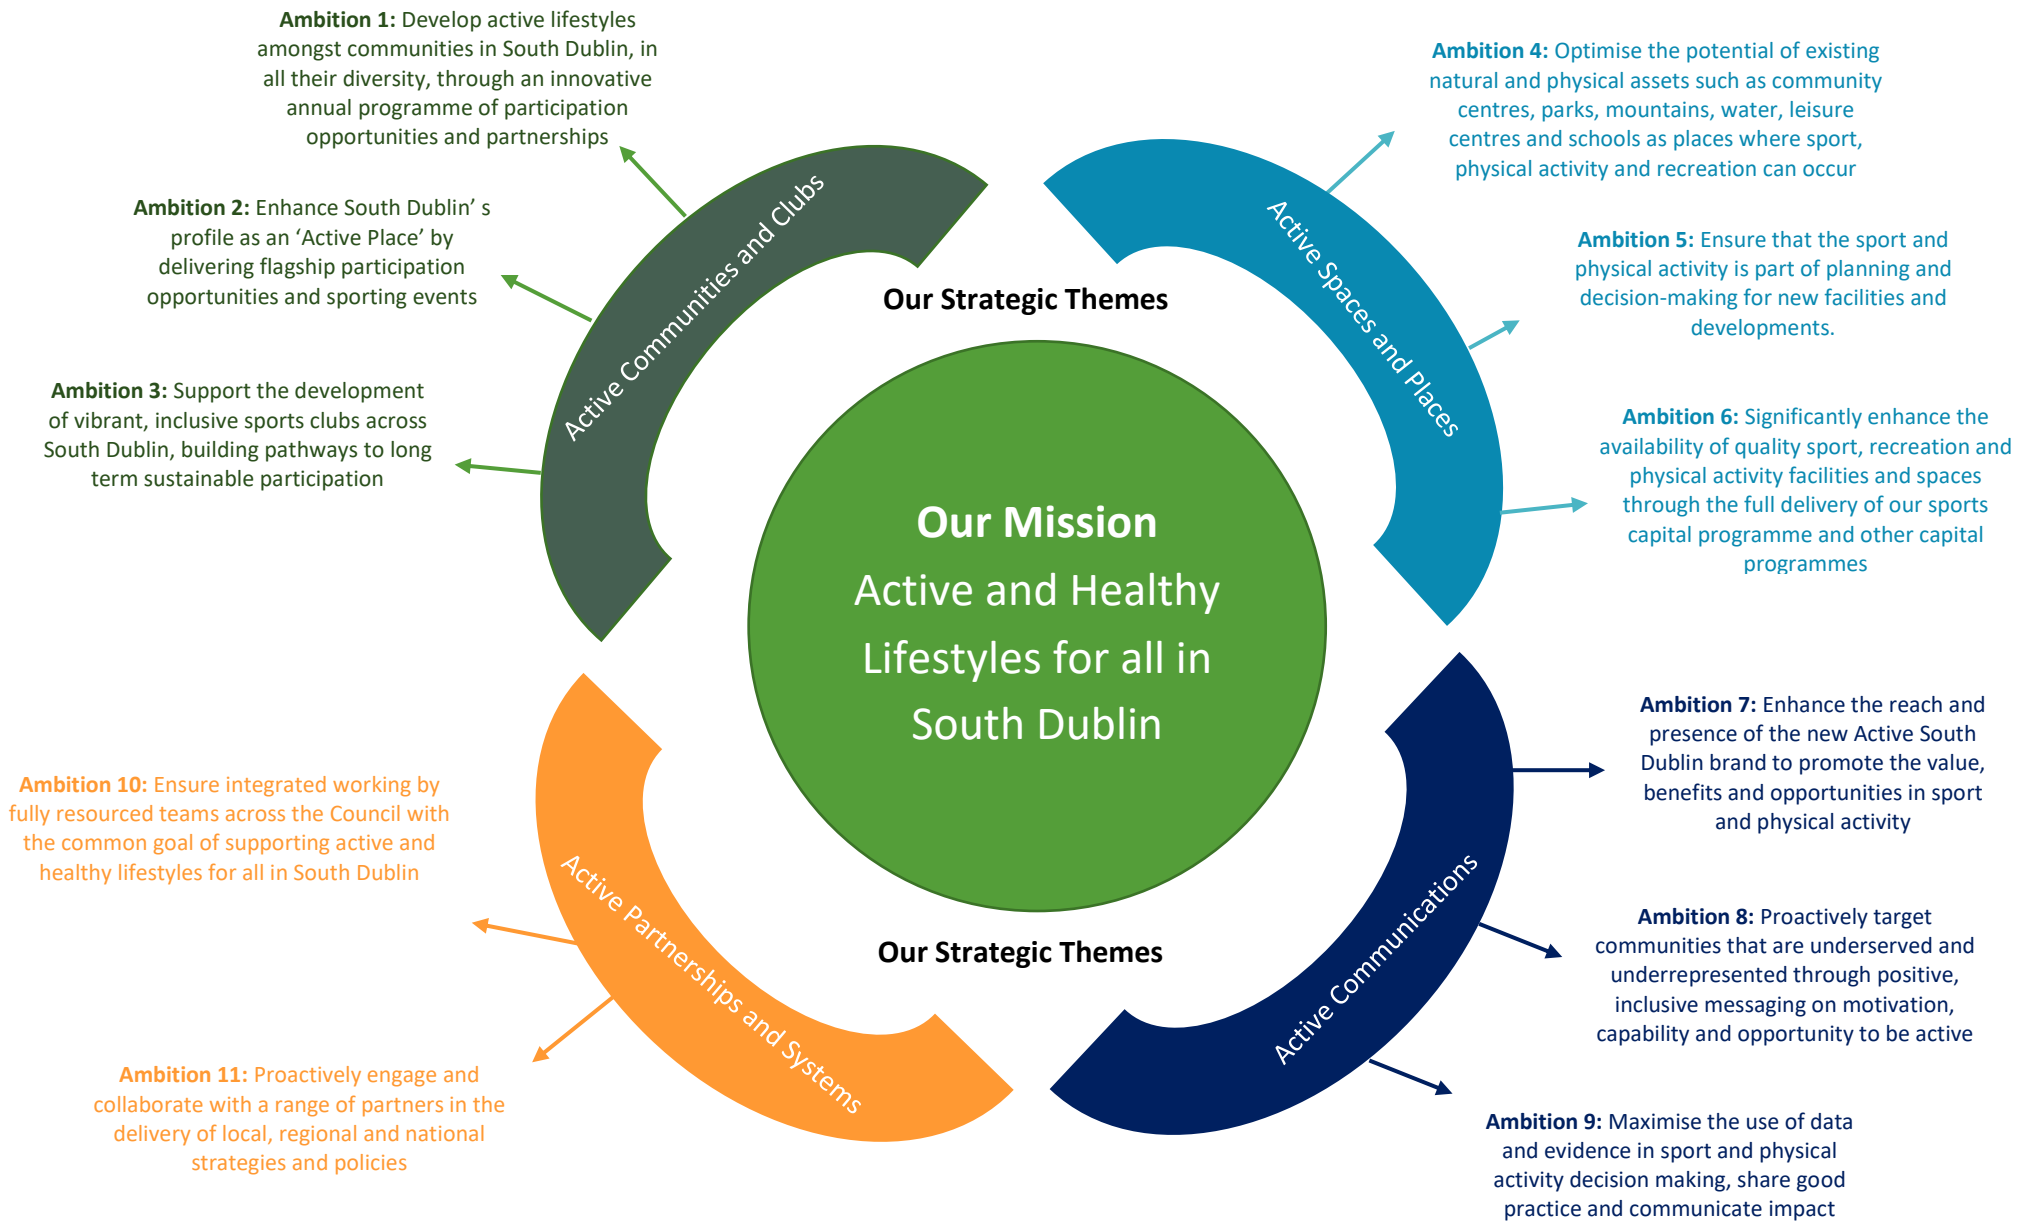 Ambition 1: Develop active lifestyles
amongst communities in South Dublin, in
all their diversity, through an innovative
annual programme of participation
opportunities and partnerships
Ambition 2: Enhance South Dublin’ s
profile as an ‘Active Place’ by
delivering flagship participation
opportunities and sporting events
Ambition 3: Support the development
of vibrant, inclusive sports clubs across
South Dublin, building pathways to long
term sustainable participation
Active Communities and Clubs
Our Strategic Themes
Active Spaces and Places
Ambition 4: Optimise the potential of existing
natural and physical assets such as community
centres, parks, mountains, water, leisure
centres and schools as places where sport,
physical activity and recreation can occur
Ambition 5: Ensure that the sport and
physical activity is part of planning and
decision-making for new facilities and
developments.
Ambition 6: Significantly enhance the
availability of quality sport, recreation and
physical activity facilities and spaces
through the full delivery of our sports
capital programme and other capital
programmes
Our Mission
Active and Healthy
Lifestyles for all in
South Dublin
Ambition 7: Enhance the reach and
presence of the new Active South
Dublin brand to promote the value,
benefits and opportunities in sport
and physical activity
Ambition 8: Proactively target
communities that are underserved and
underrepresented through positive,
inclusive messaging on motivation,
capability and opportunity to be active
Ambition 9: Maximise the use of data
and evidence in sport and physical
activity decision making, share good
practice and communicate impact
Active Communications
Our Strategic Themes
Active Partnerships and Systems
Ambition 10: Ensure integrated working by
fully resourced teams across the Council with
the common goal of supporting active and
healthy lifestyles for all in South Dublin
Ambition 11: Proactively engage and
collaborate with a range of partners in the
delivery of local, regional and national
strategies and policies